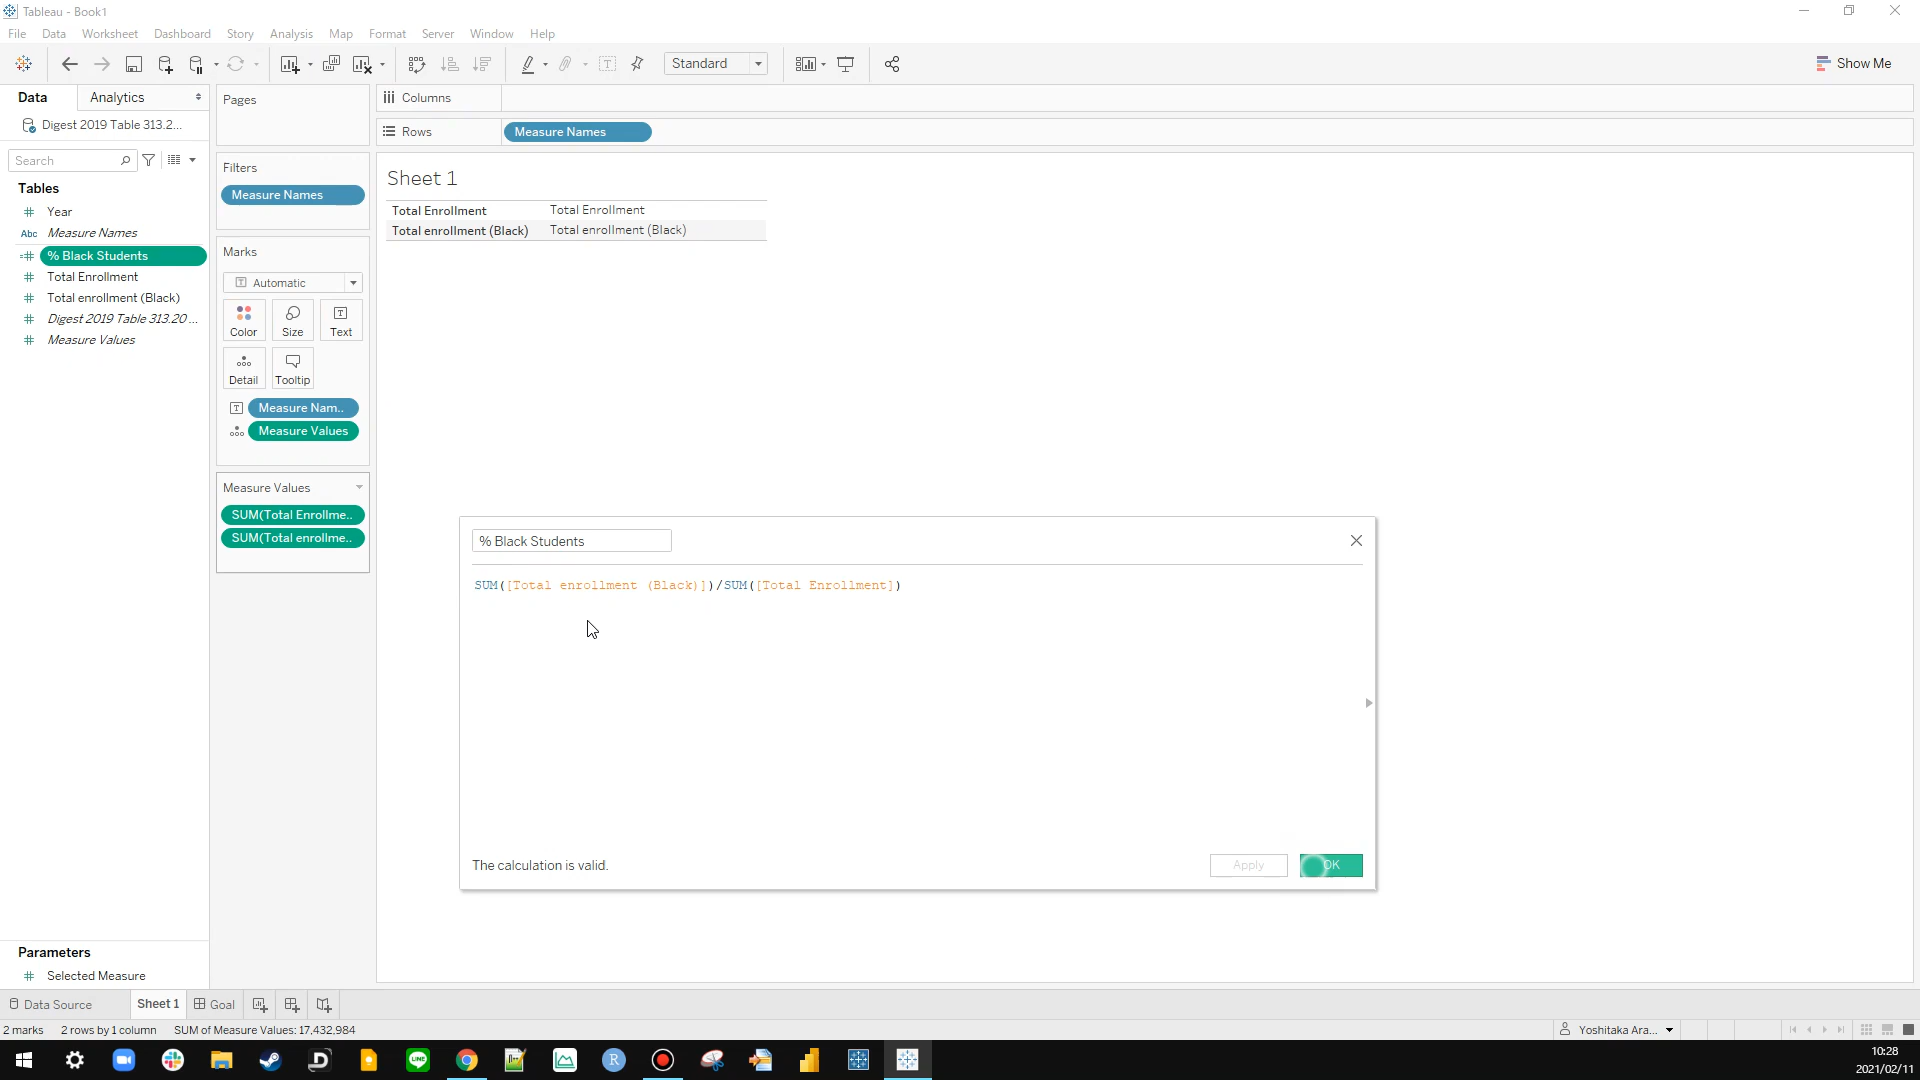 Tableau - Book1
File Data Worksheet Dashboard Story Analysis Map Format Server Window Help
Standard
Show Me
Data Analytics
Digest 2019 Table 313.2...
Search
Tables
Year
Abc Measure Names
% Black Students
Total Enrollment
Total enrollment (Black)
Digest 2019 Table 313.20 ...
Measure Values
Parameters
Selected Measure
Pages
Filters
Measure Names
Marks
Automatic
Color Size Text
Detail Tooltip
Measure Nam..
Measure Values
Measure Values
SUM(Total Enrollme..
SUM(Total enrollme..
Columns
Rows Measure Names
Sheet 1
Total Enrollment Total Enrollment
Total enrollment (Black) Total enrollment (Black)
% Black Students
SUM([Total enrollment (Black)])/SUM([Total Enrollment])
The calculation is valid.
Apply OK
Data Source Sheet 1 Goal
2 marks 2 rows by 1 column SUM of Measure Values: 17,432,984
Yoshitaka Ara...
LINE
R
10:28
2021/02/11